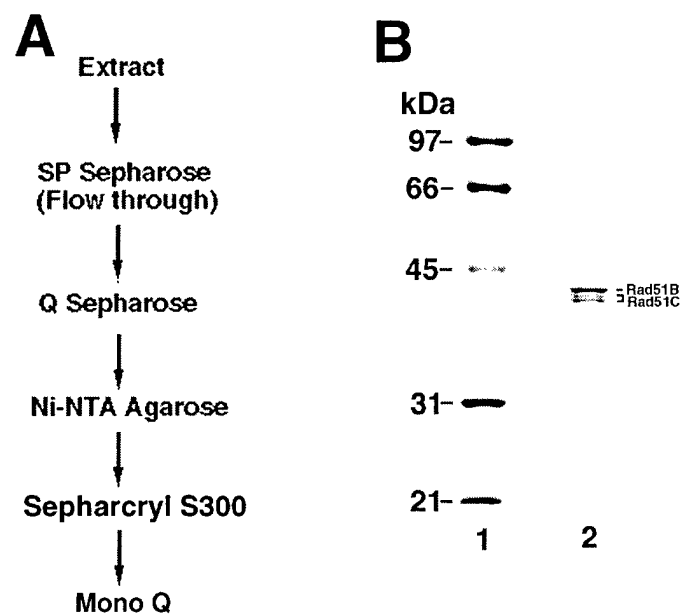 A
Extract
SP Sepharose
(Flow through)
Q Sepharose
Ni-NTA Agarose
Sepharcryl S300
Mono Q
B
kDa
97-
66-
45-
Rad51B
Rad51C
31-
21-
1 2